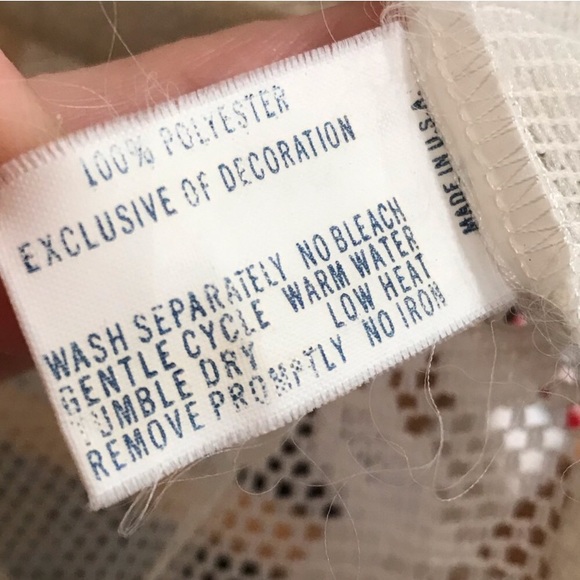 100% POLYESTER
EXCLUSIVE OF DECORATION
WASH SEPARATELY NO BLEACH
GENTLE CYCLE WARM WATER
TUMBLE DRY LOW HEAT
REMOVE PROMPTLY NO IRON
MADE IN U.S.A.